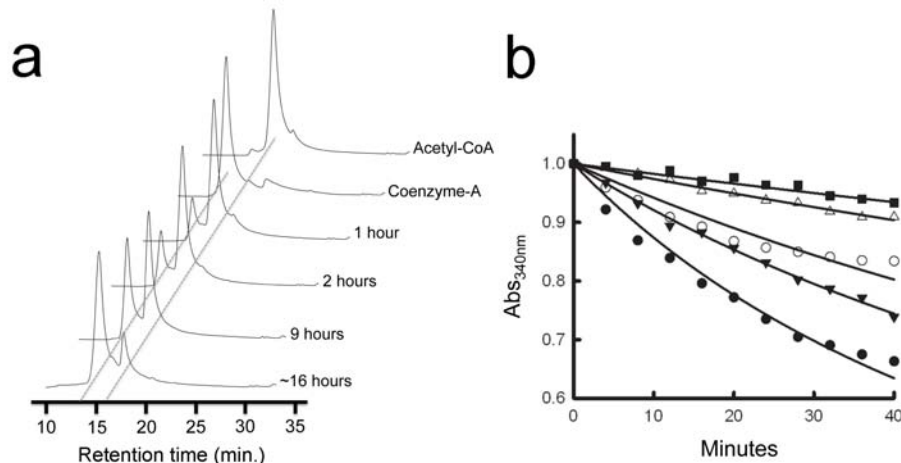 a
Acetyl-CoA
Coenzyme-A
1 hour
2 hours
9 hours
~16 hours
10 15 20 25 30 35
Retention time (min.)
b
1.0
0.9
0.8
0.7
0.6
Abs340nm
0 10 20 30 40
Minutes